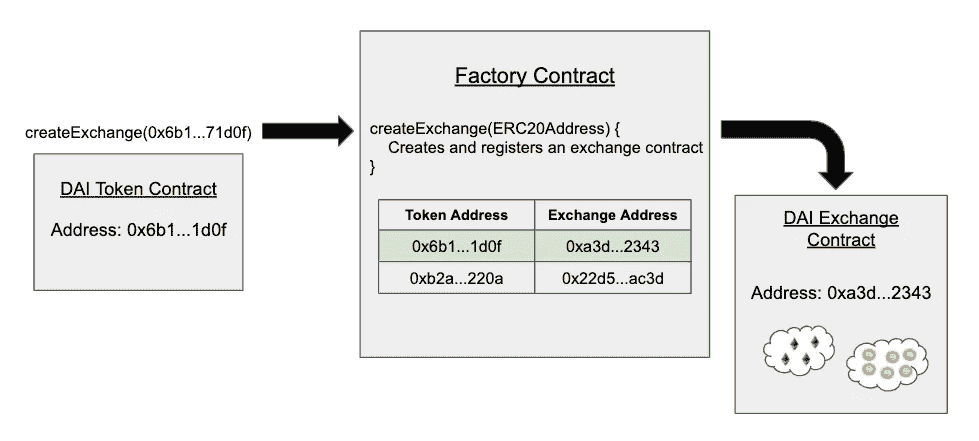 createExchange(0x6b1...71d0f)
DAI Token Contract
Address: 0x6b1...1d0f
Factory Contract
createExchange(ERC20Address) {
Creates and registers an exchange contract
}
Token Address Exchange Address
0x6b1...1d0f 0xa3d...2343
0xb2a...220a 0x22d5...ac3d
DAI Exchange
Contract
Address: 0xa3d...2343